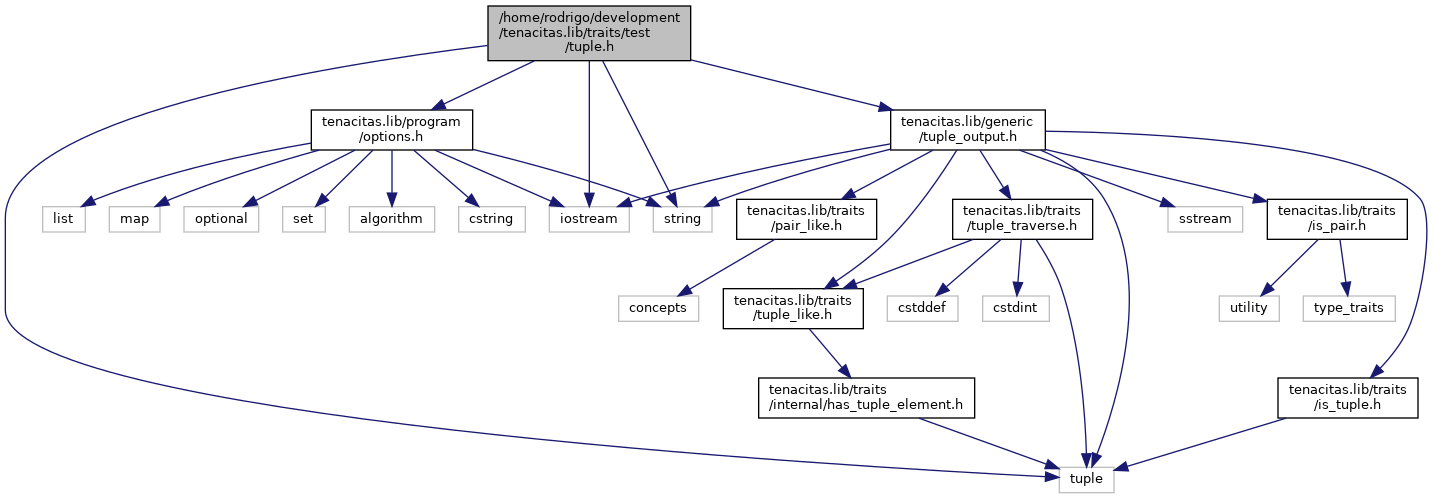 /home/rodrigo/development
/tenacitas.lib/traits/test
/tuple.h
tenacitas.lib/program
/options.h
tenacitas.lib/generic
/tuple_output.h
list
map
optional
set
algorithm
cstring
iostream
string
tenacitas.lib/traits
/pair_like.h
tenacitas.lib/traits
/tuple_traverse.h
sstream
tenacitas.lib/traits
/is_pair.h
concepts
tenacitas.lib/traits
/tuple_like.h
cstddef
cstdint
utility
type_traits
tenacitas.lib/traits
/internal/has_tuple_element.h
tenacitas.lib/traits
/is_tuple.h
tuple